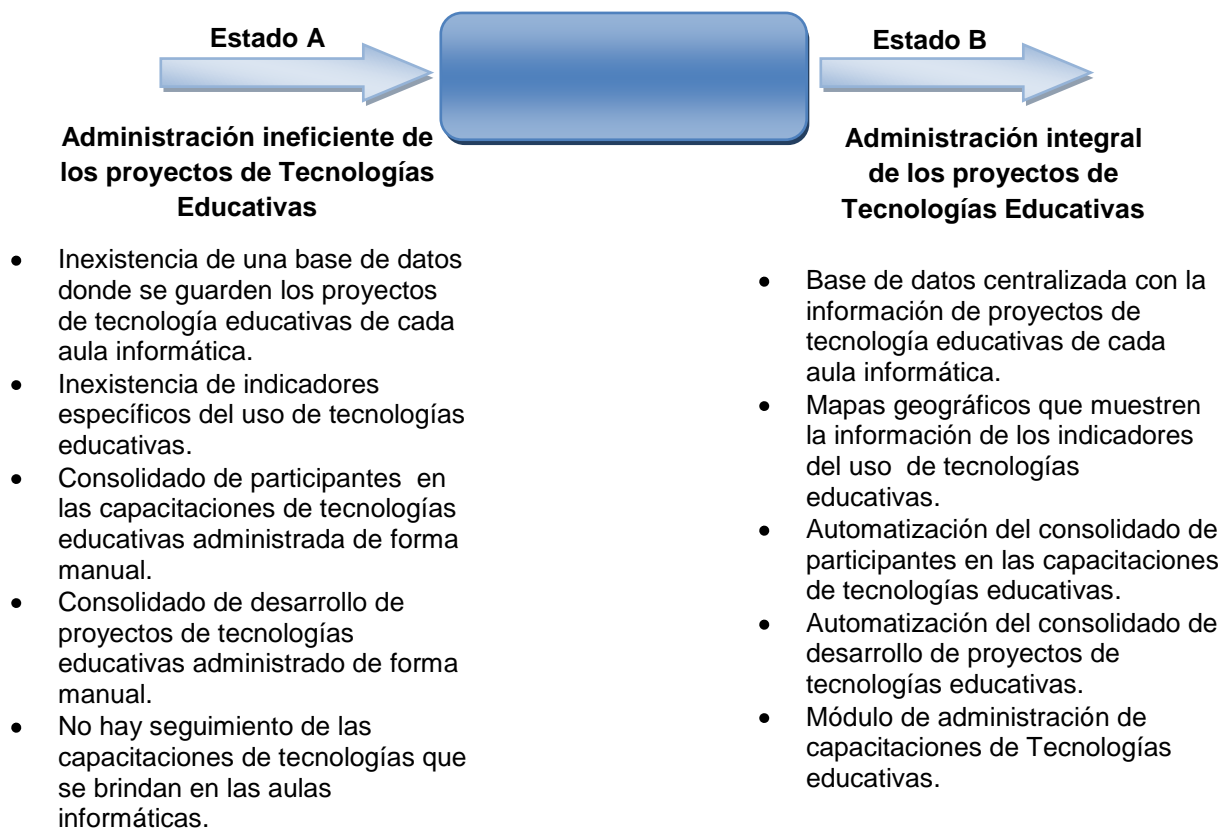 Estado A
Administración ineficiente de
los proyectos de Tecnologías
Educativas
• Inexistencia de una base de datos
donde se guarden los proyectos
de tecnología educativas de cada
aula informática.
• Inexistencia de indicadores
específicos del uso de tecnologías
educativas.
• Consolidado de participantes en
las capacitaciones de tecnologías
educativas administrada de forma
manual.
• Consolidado de desarrollo de
proyectos de tecnologías
educativas administrado de forma
manual.
• No hay seguimiento de las
capacitaciones de tecnologías que
se brindan en las aulas
informáticas.
Estado B
Administración integral
de los proyectos de
Tecnologías Educativas
• Base de datos centralizada con la
información de proyectos de
tecnología educativas de cada
aula informática.
• Mapas geográficos que muestren
la información de los indicadores
del uso de tecnologías
educativas.
• Automatización del consolidado de
participantes en las capacitaciones
de tecnologías educativas.
• Automatización del consolidado de
desarrollo de proyectos de
tecnologías educativas.
• Módulo de administración de
capacitaciones de Tecnologías
educativas.